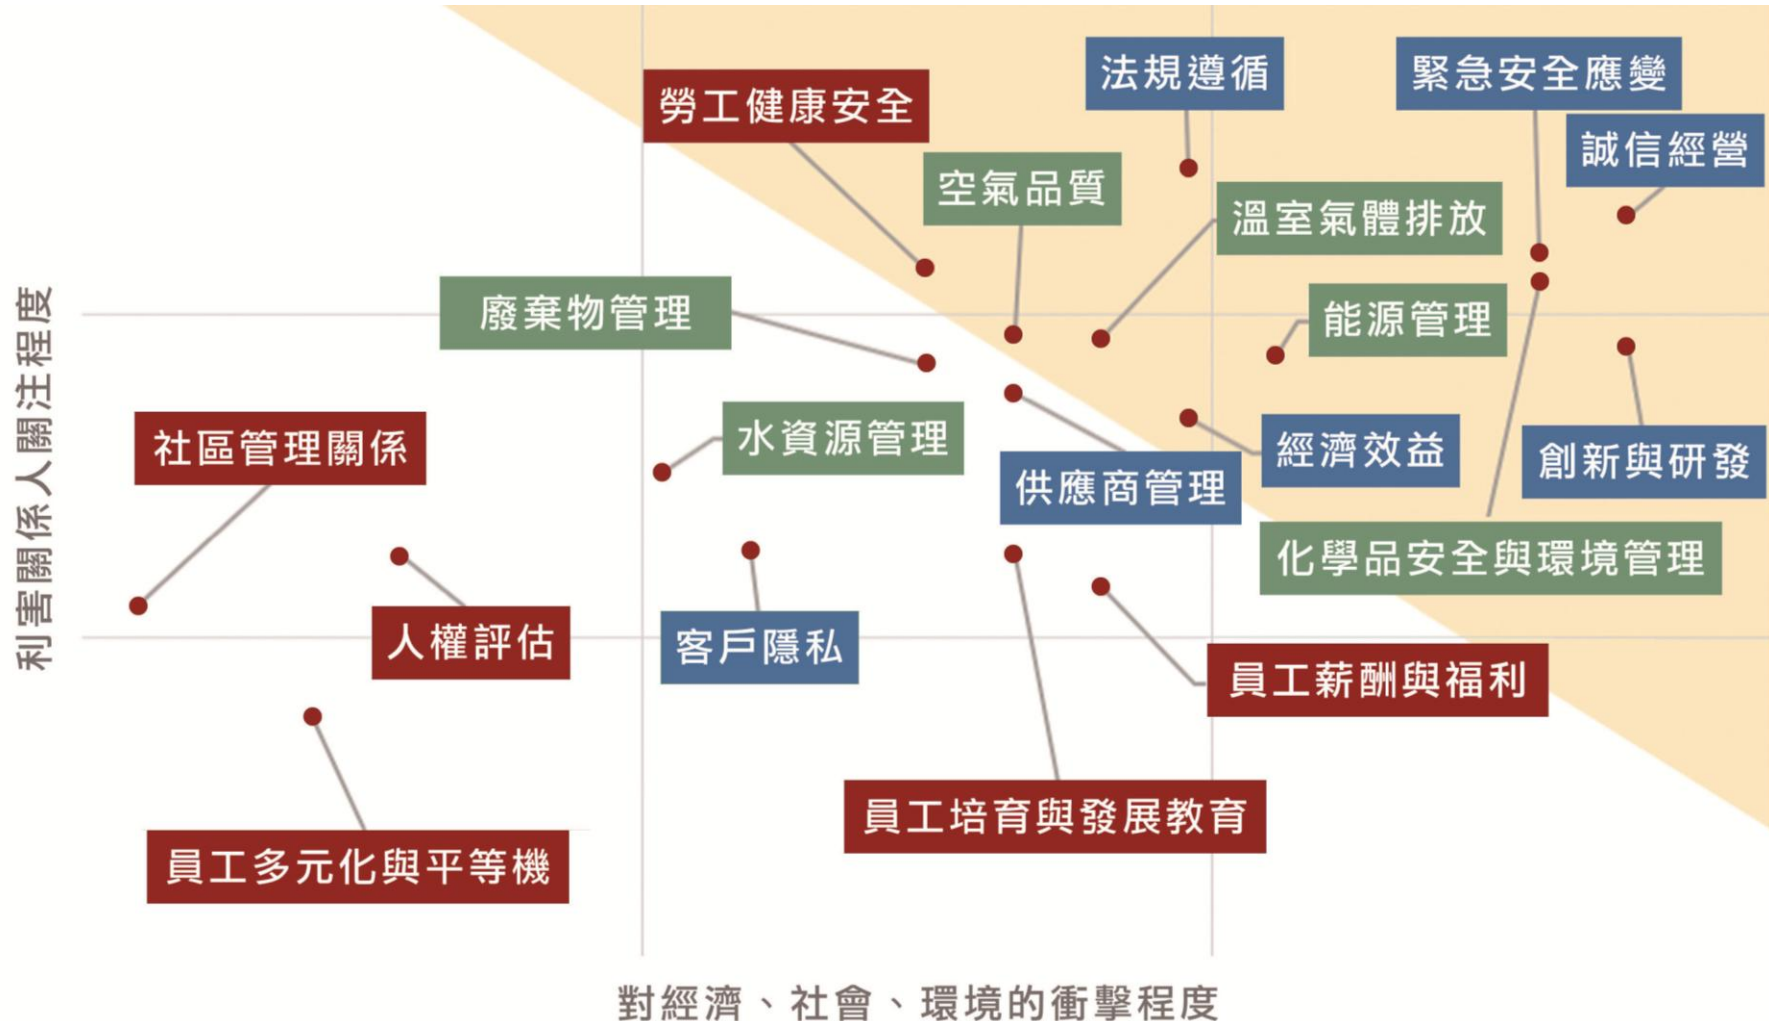 法規遵循
緊急安全應變
勞工健康安全
誠信經營
空氣品質
溫室氣體排放
廢棄物管理
能源管理
社區管理關係
水資源管理
經濟效益
創新與研發
供應商管理
化學品安全與環境管理
人權評估
客戶隱私
員工薪酬與福利
員工培育與發展教育
員工多元化與平等機
利害關係人關注程度
對經濟、社會、環境的衝擊程度